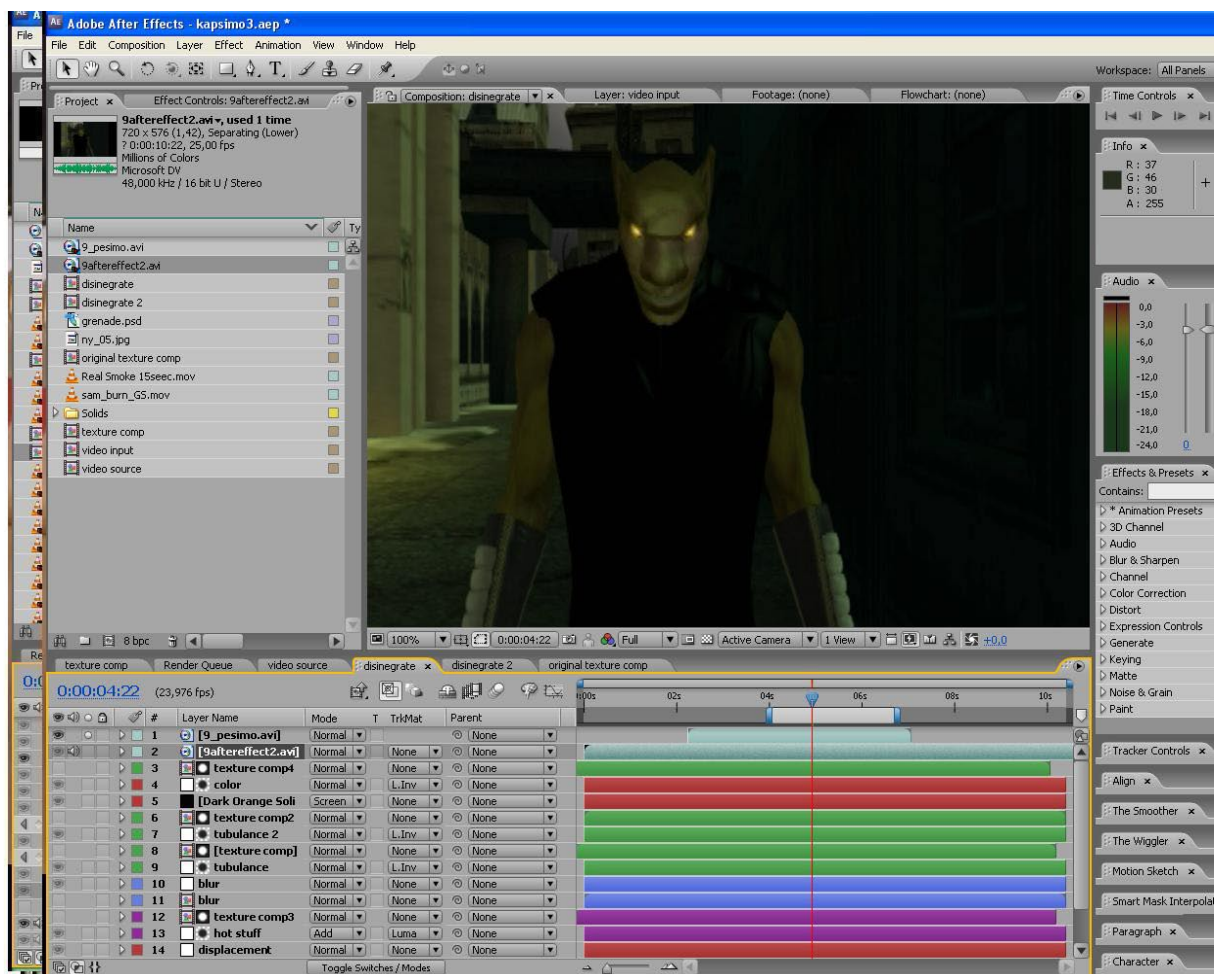 Adobe After Effects - kapsimo3.aep *
File
File Edit Composition Layer Effect Animation View Window Help
Workspace: All Panels
Project × Effect Controls: 9aftereffect2.avi
9aftereffect2.avi, used 1 time
720 x 576 (1,42), Separating (Lower)
? 0:00:10:22, 25,00 fps
Millions of Colors
Microsoft DV
48,000 kHz / 16 bit U / Stereo
Name Ty
9_pesimo.avi
9aftereffect2.avi
disinegrate
disinegrate 2
grenade.psd
ny_05.jpg
original texture comp
Real Smoke 15seec.mov
sam_burn_GS.mov
Solids
texture comp
video input
video source
8 bpc
Composition: disinegrate × Layer: video input Footage: (none) Flowchart: (none)
100% 0:00:04:22 Full Active Camera 1 View +0,0
Time Controls ×
Info ×
R : 37
G : 46
B : 30
A : 255
+
Audio ×
0,0
-3,0
-6,0
-9,0
-12,0
-15,0
-18,0
-21,0
-24,0 0
Effects & Presets ×
Contains:
* Animation Presets
3D Channel
Audio
Blur & Sharpen
Channel
Color Correction
Distort
Expression Controls
Generate
Keying
Matte
Noise & Grain
Paint
Tracker Controls ×
Align ×
The Smoother ×
The Wiggler ×
Motion Sketch ×
Smart Mask Interpolat
Paragraph ×
Character ×
texture comp Render Queue video source disinegrate × disinegrate 2 original texture comp
0:00:04:22 (23,976 fps)
:00s 02s 04s 06s 08s 10s
# Layer Name Mode T TrkMat Parent
1 [9_pesimo.avi] Normal None
2 [9aftereffect2.avi] Normal None None
3 texture comp4 Normal None None
4 color Normal L.Inv None
5 [Dark Orange Soli Screen None None
6 texture comp2 Normal None None
7 tubulance 2 Normal L.Inv None
8 [texture comp] Normal None None
9 tubulance Normal L.Inv None
10 blur Normal None None
11 blur Normal None None
12 texture comp3 Normal None None
13 hot stuff Add Luma None
14 displacement Normal None None
Toggle Switches / Modes